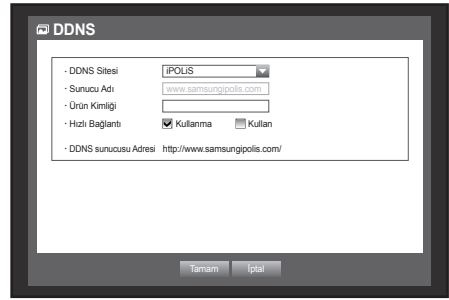 DDNS
· DDNS Sitesi iPOLiS
· Sunucu Adı www.samsungipolis.com
· Ürün Kimliği
· Hızlı Bağlantı Kullanma Kullan
· DDNS sunucusu Adresi http://www.samsungipolis.com/
Tamam İptal